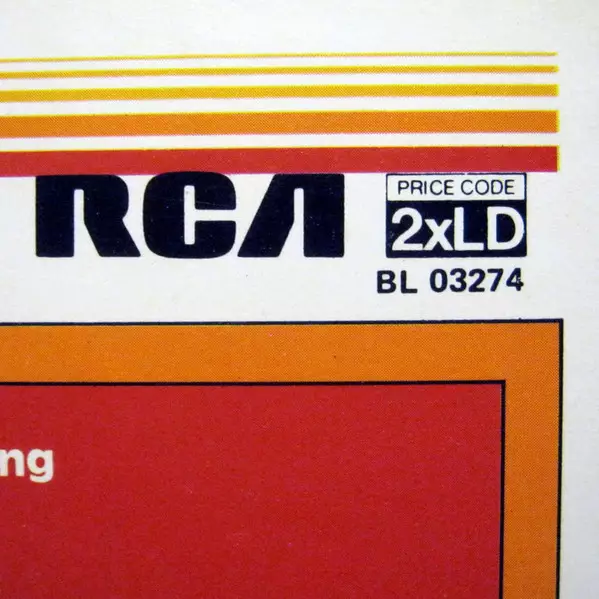 RCA
PRICE CODE
2xLD
BL 03274
ng